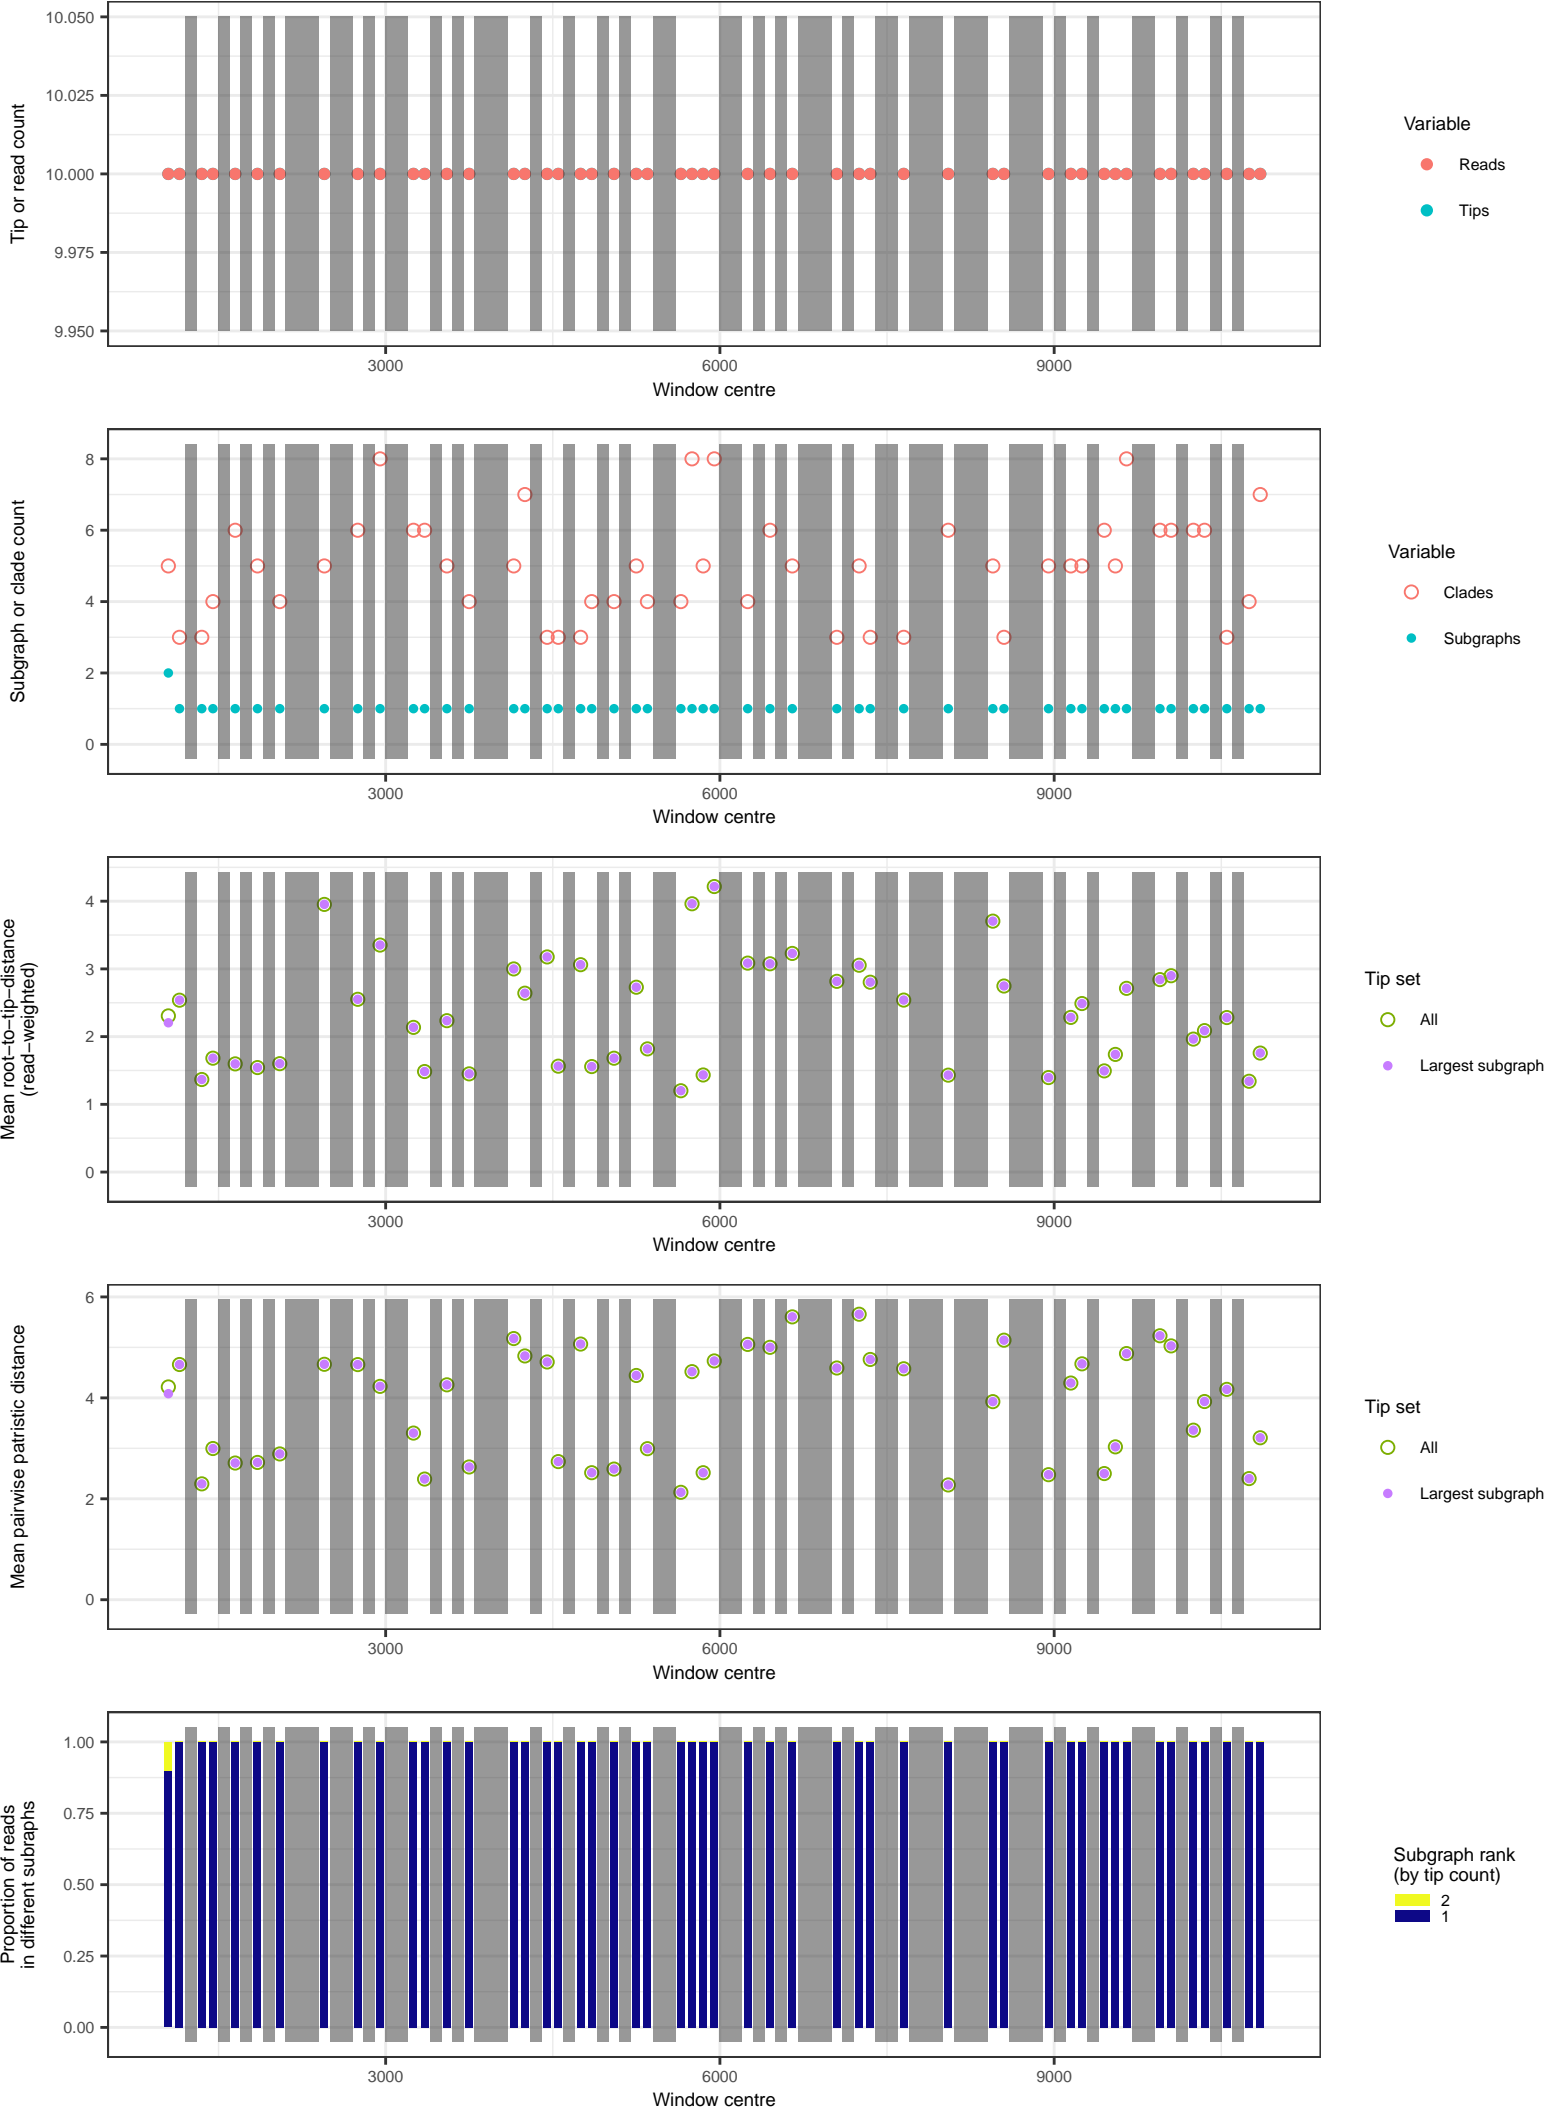 10.050
10.025
10.000
9.975
9.950
Tip or read count
3000
6000
9000
Window centre
Variable
Reads
Tips
8
6
4
2
0
Subgraph or clade count
3000
6000
9000
Window centre
Variable
Clades
Subgraphs
4
3
2
1
0
Mean root−to−tip−distance
(read−weighted)
3000
6000
9000
Window centre
Tip set
All
Largest subgraph
6
4
2
0
Mean pairwise patristic distance
3000
6000
9000
Window centre
Tip set
All
Largest subgraph
1.00
0.75
0.50
0.25
0.00
Proportion of reads
in different subraphs
3000
6000
9000
Window centre
Subgraph rank
(by tip count)
2
1